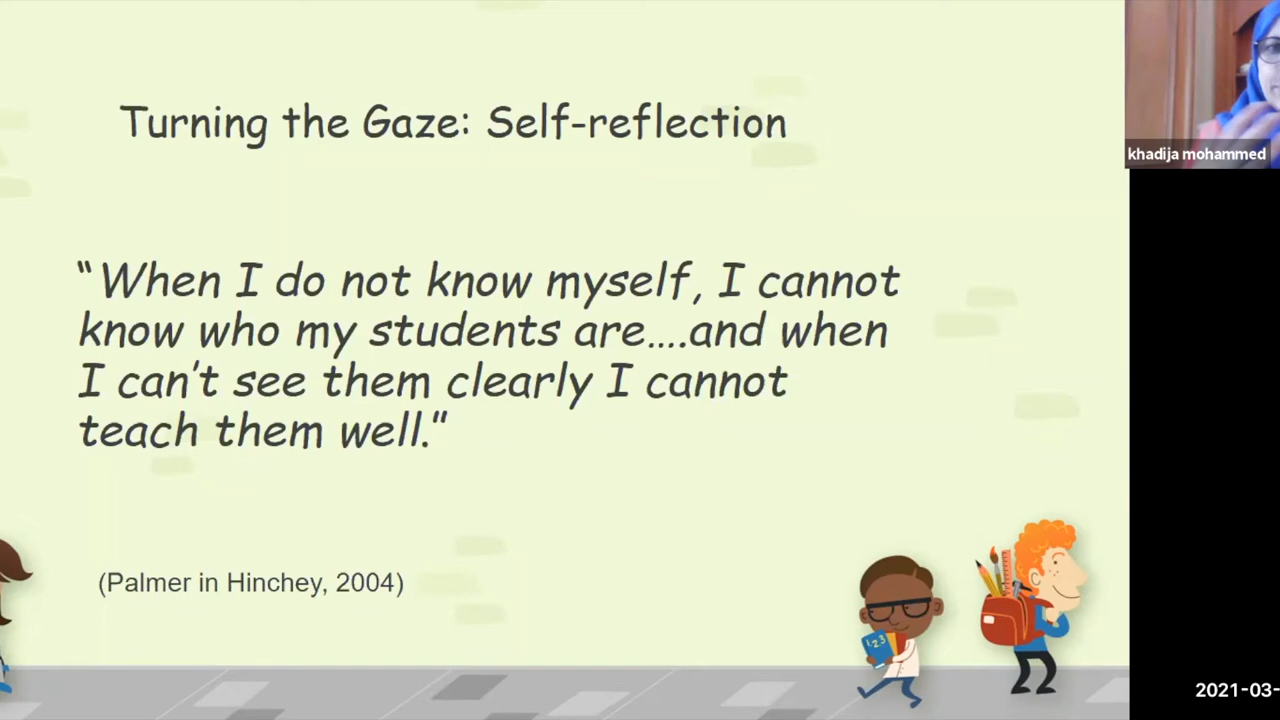 Turning the Gaze: Self-reflection
khadija mohammed
“When I do not know myself, I cannot
know who my students are....and when
I can’t see them clearly I cannot
teach them well.”
(Palmer in Hinchey, 2004)
123
2021-03-